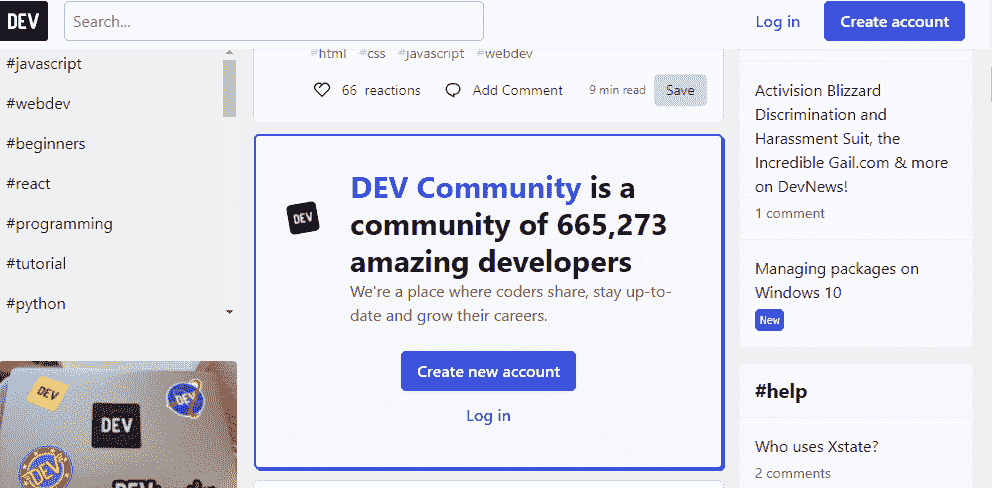 DEV
Search...
Log in
Create account
#javascript
#webdev
#beginners
#react
#programming
#tutorial
#python
DEV
DEV
DEV
#html #css #javascript #webdev
66 reactions
Add Comment
9 min read
Save
DEV
DEV Community is a
community of 665,273
amazing developers
We're a place where coders share, stay up-to-
date and grow their careers.
Create new account
Log in
Activision Blizzard
Discrimination and
Harassment Suit, the
Incredible Gail.com & more
on DevNews!
1 comment
Managing packages on
Windows 10
New
#help
Who uses Xstate?
2 comments